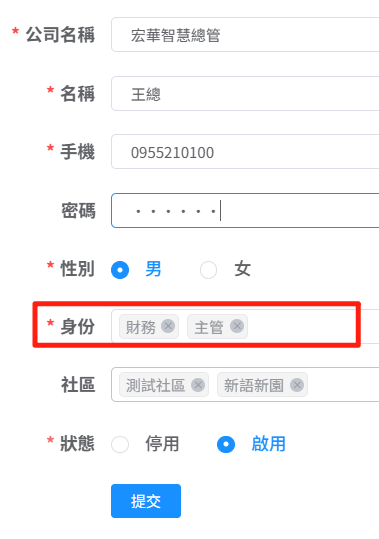 * 公司名稱 宏華智慧總管
* 名稱 王總
* 手機 0955210100
密碼 ······
* 性別 男 女
* 身份 財務 主管
社區 測試社區 新語新園
* 狀態 停用 啟用
提交